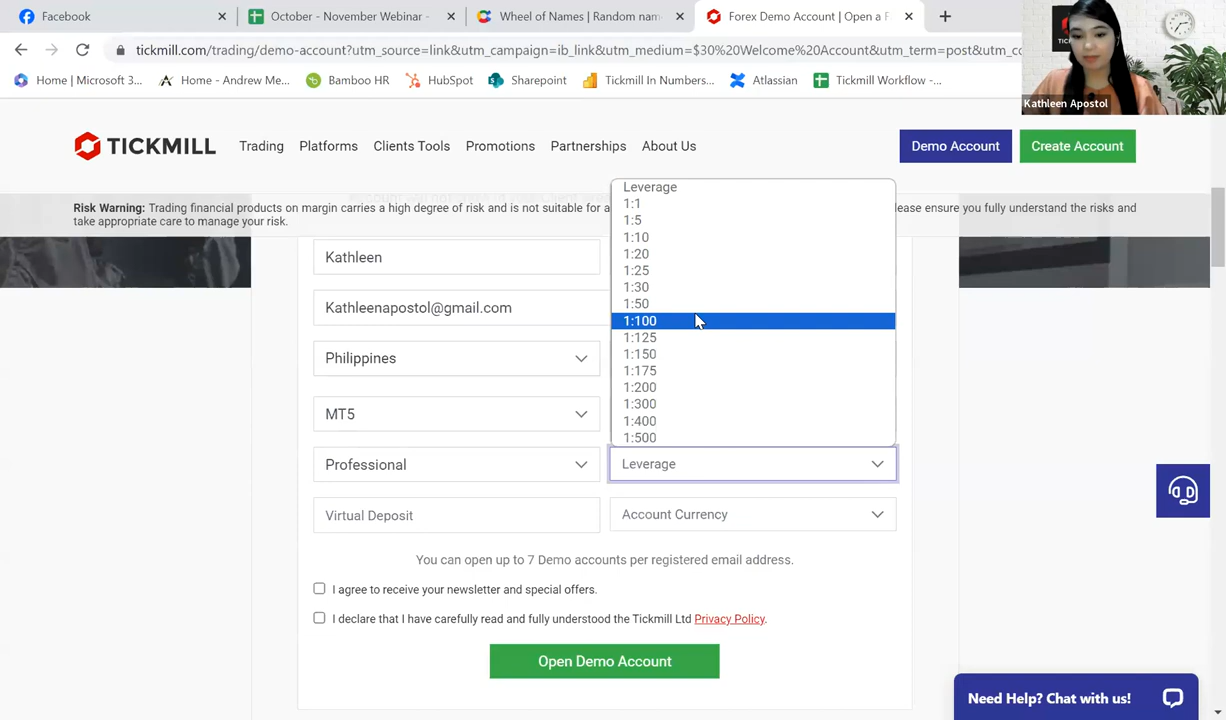 Facebook
October - November Webinar -
Wheel of Names | Random nam
Forex Demo Account | Open a F
tickmill.com/trading/demo-account?utm_source=link&utm_campaign=ib_link&utm_medium=$30%20Welcome%20Account&utm_term=post&utm_co
Home | Microsoft 3...
Home - Andrew Me...
Bamboo HR
HubSpot
Sharepoint
Tickmill In Numbers...
Atlassian
Tickmill Workflow -...
Kathleen Apostol
TICKMILL
Trading
Platforms
Clients Tools
Promotions
Partnerships
About Us
Demo Account
Create Account
Risk Warning: Trading financial products on margin carries a high degree of risk and is not suitable for a
lease ensure you fully understand the risks and
take appropriate care to manage your risk.
Leverage
1:1
1:5
1:10
1:20
1:25
1:30
1:50
1:100
1:125
1:150
1:175
1:200
1:300
1:400
1:500
Kathleen
Kathleenapostol@gmail.com
Philippines
MT5
Professional
Leverage
Virtual Deposit
Account Currency
You can open up to 7 Demo accounts per registered email address.
I agree to receive your newsletter and special offers.
I declare that I have carefully read and fully understood the Tickmill Ltd Privacy Policy.
Open Demo Account
Need Help? Chat with us!